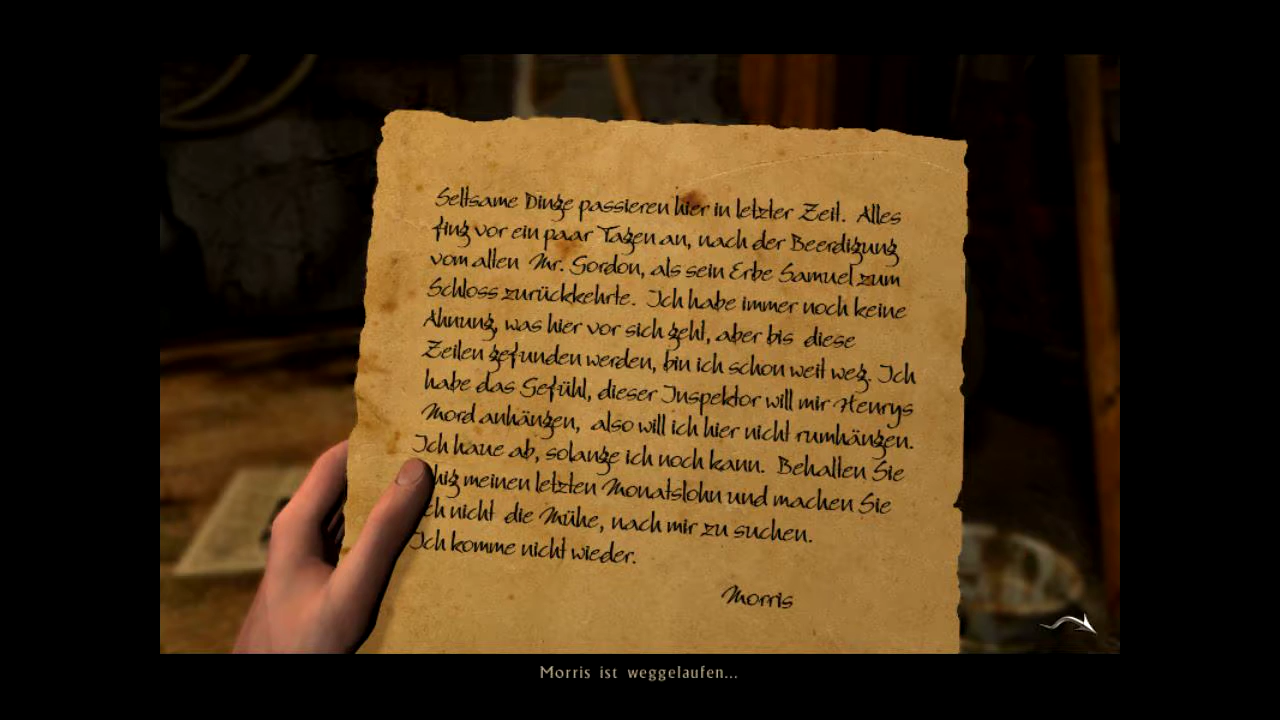 Seltsame Dinge passieren hier in letzter Zeit. Alles
fing vor ein paar Tagen an, nach der Beerdigung
vom alten Mr. Gordon, als sein Erbe Samuel zum
Schloss zurückkehrte. Ich habe immer noch keine
Ahnung, was hier vor sich geht, aber bis diese
Zeilen gefunden werden, bin ich schon weit weg. Ich
habe das Gefühl, dieser Inspektor will mir Henrys
Mord anhängen, also will ich hier nicht rumhängen.
Ich haue ab, solange ich noch kann. Behalten Sie
meinen letzten Monatslohn und machen Sie
nicht die Mühe, nach mir zu suchen.
Ich komme nicht wieder.
Morris
Morris ist weggelaufen...